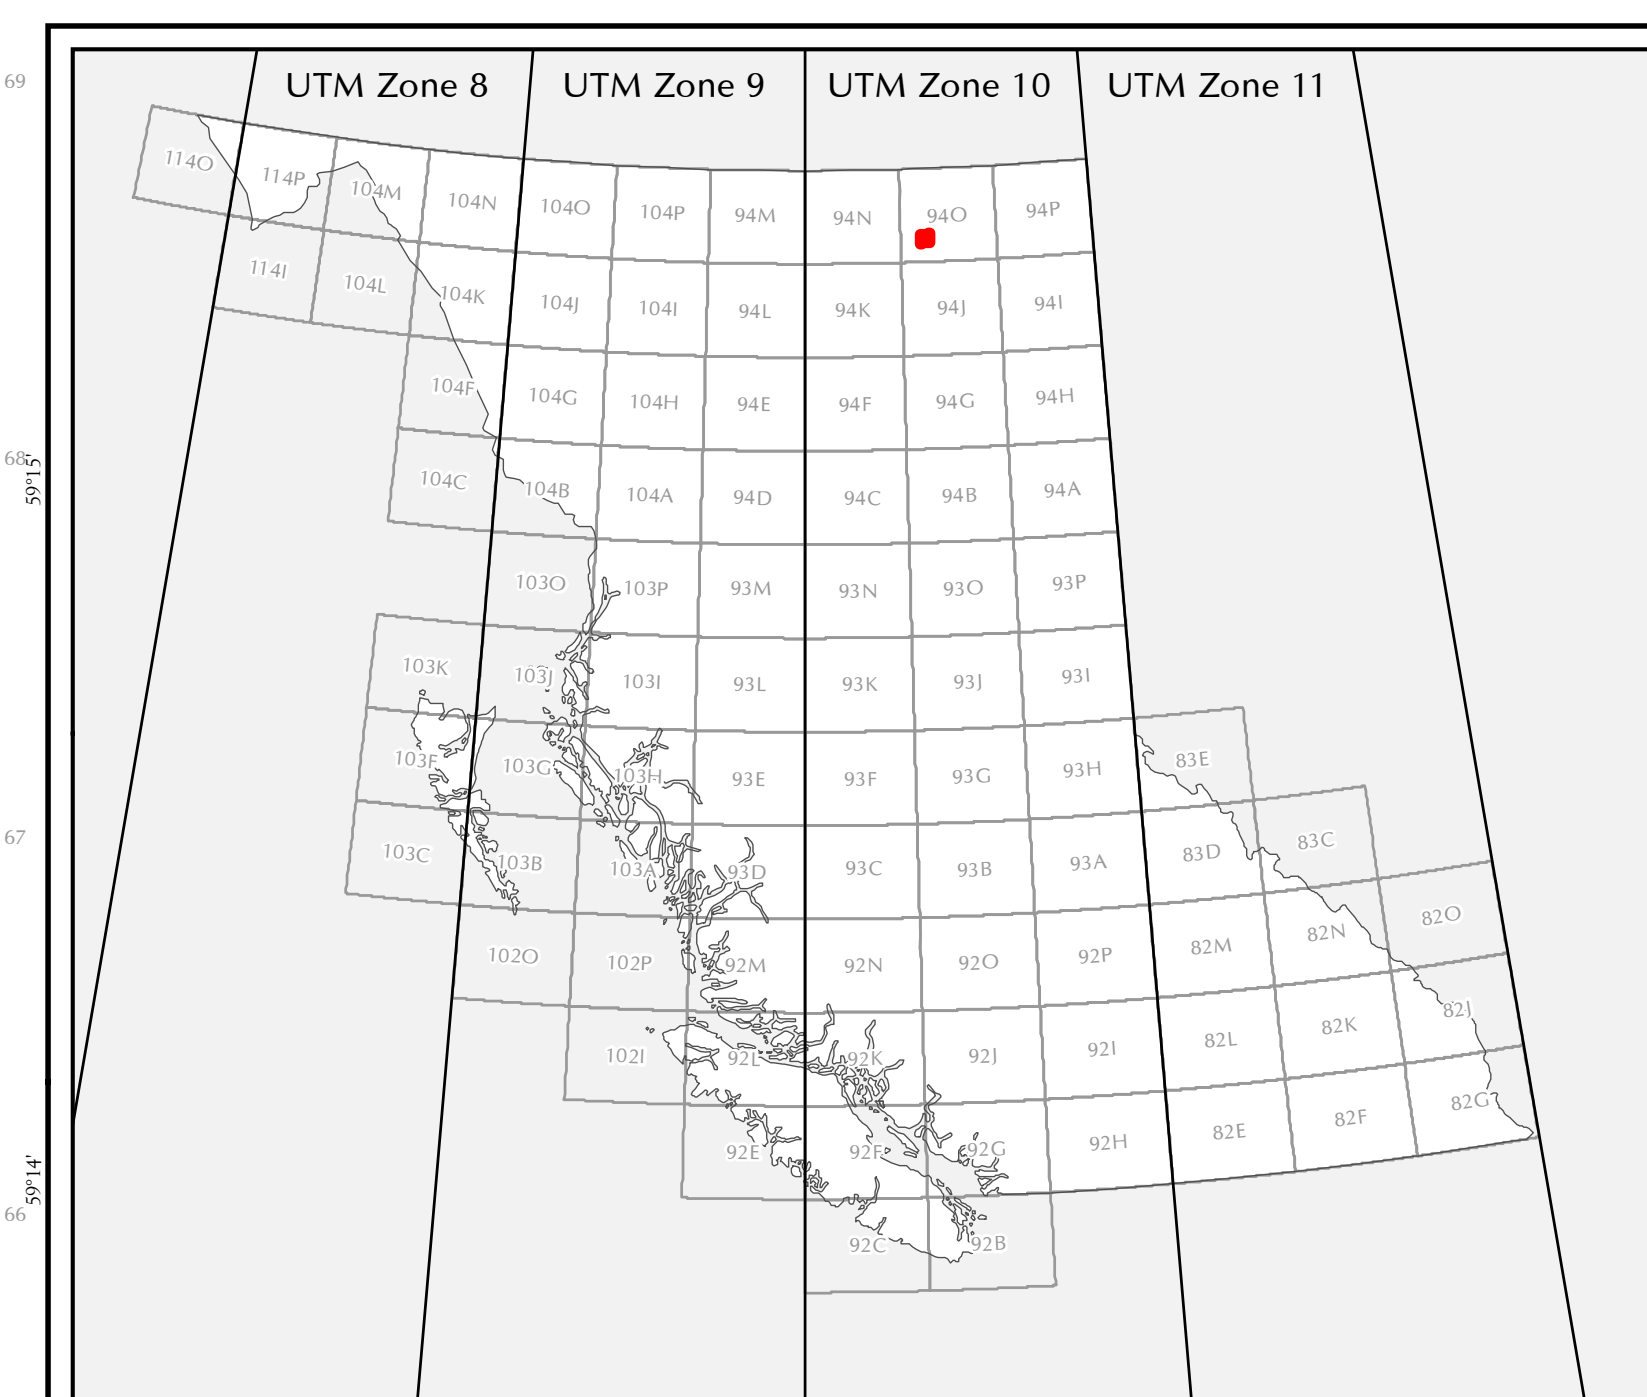 69
UTM Zone 8 UTM Zone 9 UTM Zone 10 UTM Zone 11
114O 114P 104M 104N 104O 104P 94M 94N 94O 94P
114I 104L 104K 104J 104I 94L 94K 94J 94I
104F 104G 104H 94E 94F 94G 94H
68
59°15'
104C 104B 104A 94D 94C 94B 94A
103O 103P 93M 93N 93O 93P
103K 103J 103I 93L 93K 93J 93I
103F 103G 103H 93E 93F 93G 93H 83E
67
103C 103B 103A 93D 93C 93B 93A 83D 83C
102O 102P 92M 92N 92O 92P 82M 82N 82O
102I 92L 92K 92J 92I 82L 82K 82J
92E 92F 92G 92H 82E 82F 82G
59°14'
66
92C 92B